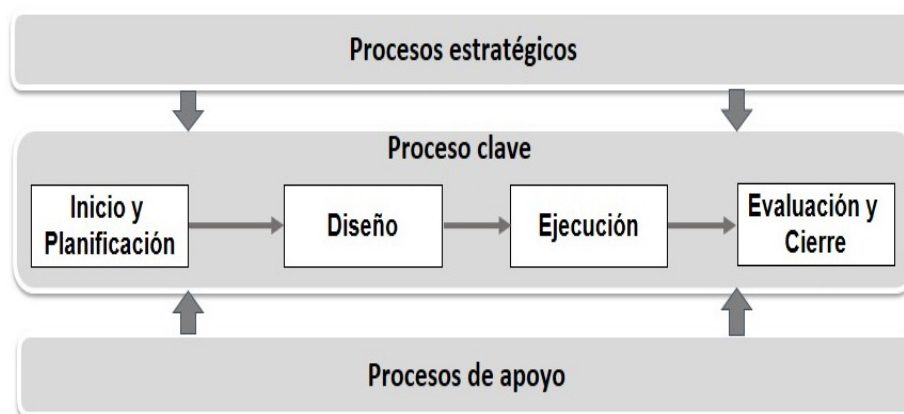 Procesos estratégicos
Proceso clave
Inicio y
Planificación
Diseño
Ejecución
Evaluación y
Cierre
Procesos de apoyo